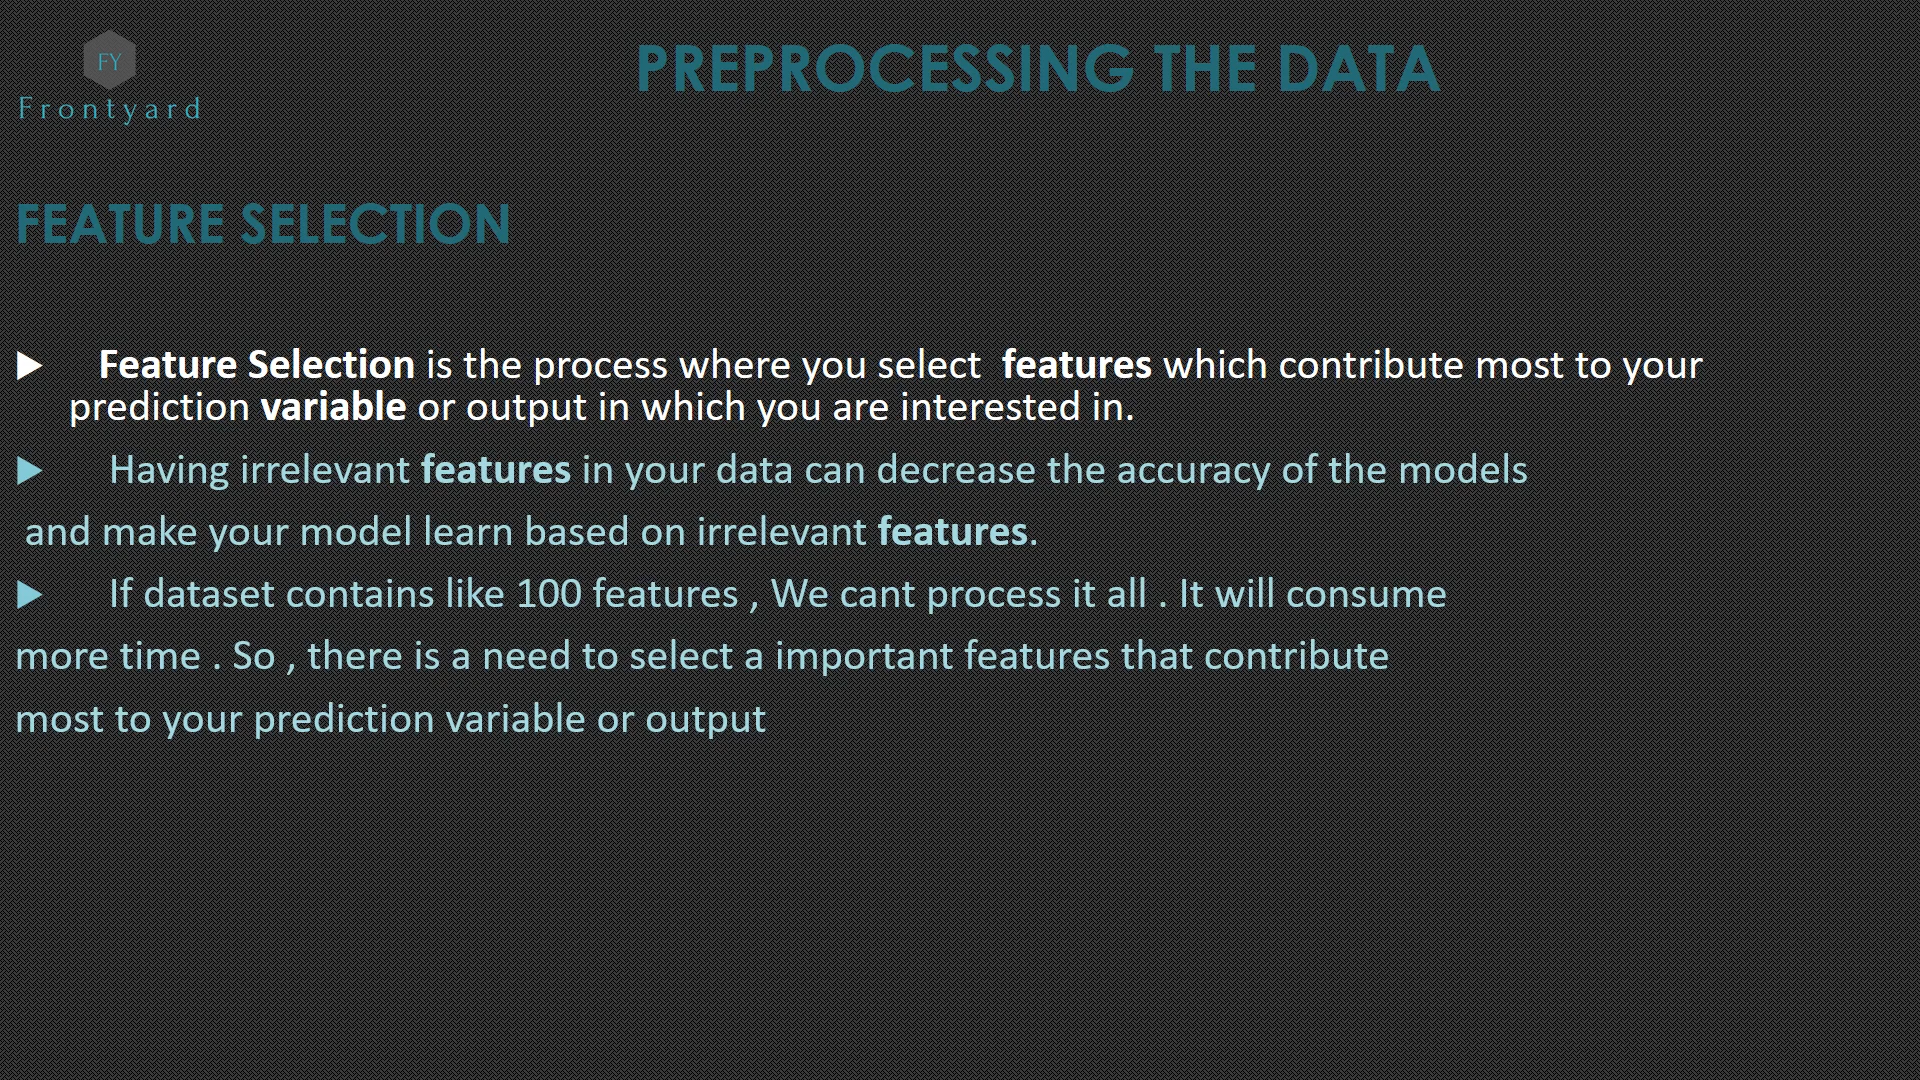 FY
Frontyard
PREPROCESSING THE DATA
FEATURE SELECTION
Feature Selection is the process where you select features which contribute most to your
prediction variable or output in which you are interested in.
Having irrelevant features in your data can decrease the accuracy of the models
and make your model learn based on irrelevant features.
If dataset contains like 100 features , We cant process it all . It will consume
more time . So , there is a need to select a important features that contribute
most to your prediction variable or output